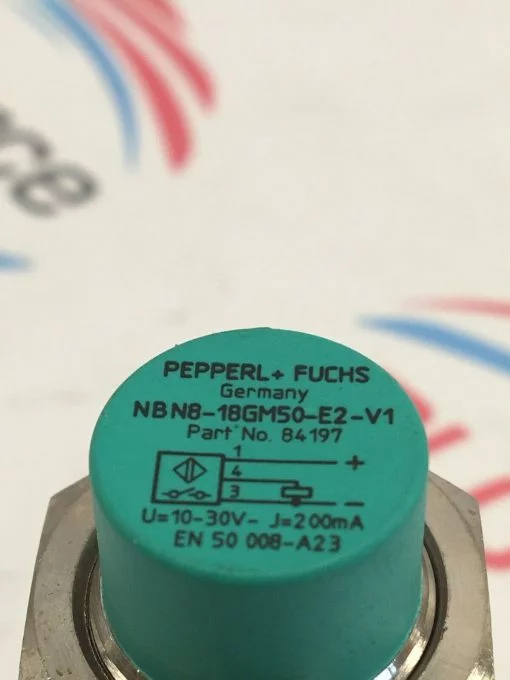 PEPPERL+ FUCHS
Germany
NBN8-18GM50-E2-V1
Part No. 84197
1
+
4
3
−
U=10-30V- J=200mA
EN 50 008-A23